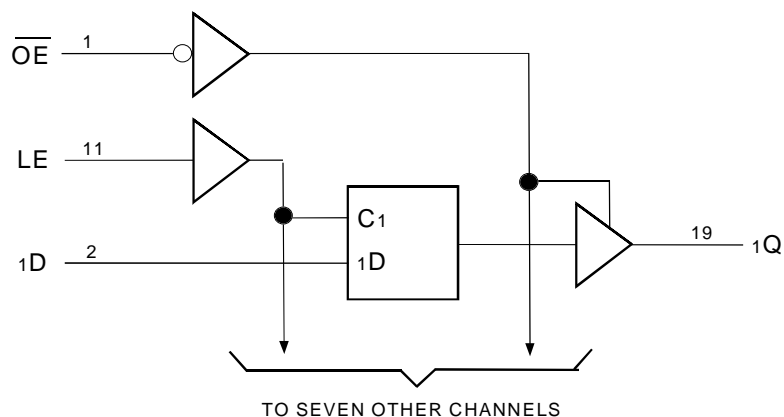 OE 1
LE 11
C1
1D 2
1D
19 1Q
TO SEVEN OTHER CHANNELS